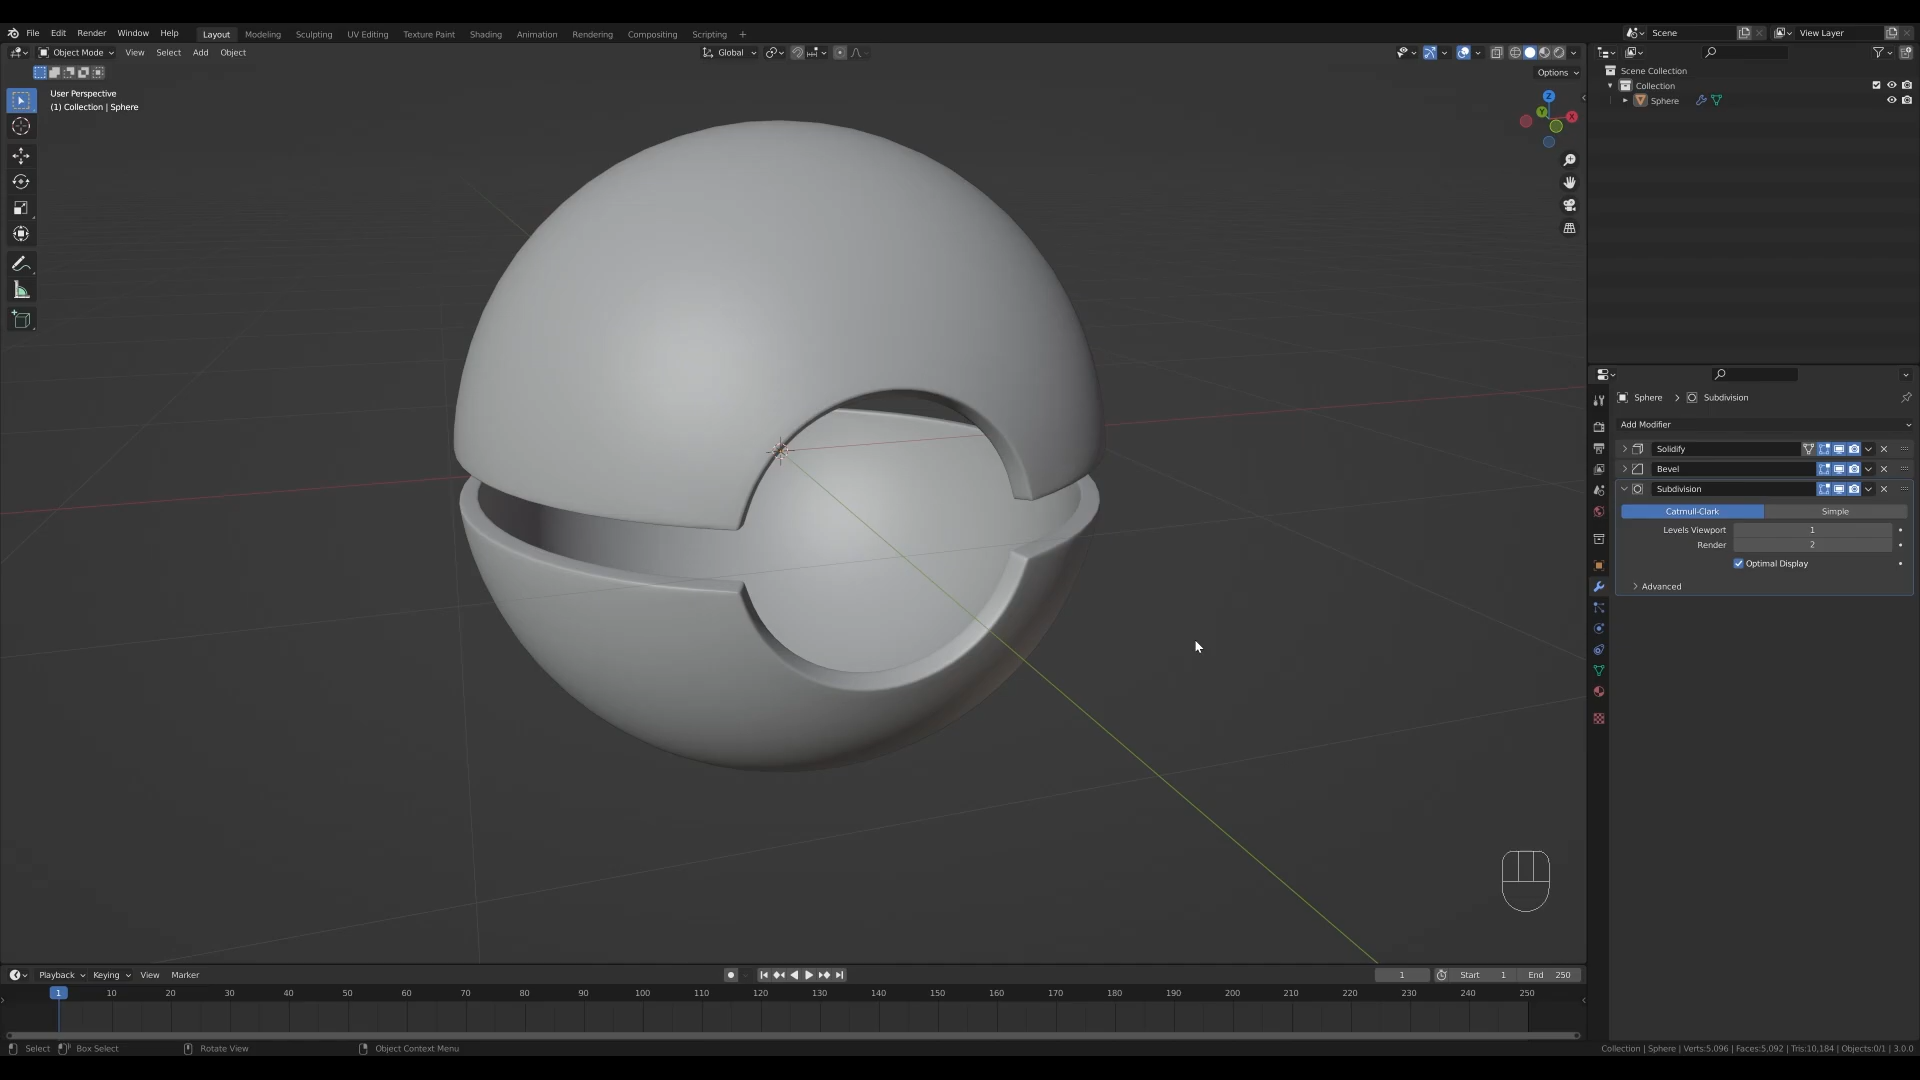 File Edit Render Window Help Layout Modeling Sculpting UV Editing Texture Paint Shading Animation Rendering Compositing Scripting + Scene View Layer
Object Mode View Select Add Object Global
Options
User Perspective
(1) Collection | Sphere
Z
Y
X
Scene Collection
Collection
Sphere
Sphere > Subdivision
Add Modifier
Solidify
Bevel
Subdivision
Catmull-Clark Simple
Levels Viewport 1
Render 2
Optimal Display
Advanced
Playback Keying View Marker 1 Start 1 End 250
1 10 20 30 40 50 60 70 80 90 100 110 120 130 140 150 160 170 180 190 200 210 220 230 240 250
Select Box Select Rotate View Object Context Menu Collection | Sphere | Verts:5,096 | Faces:5,092 | Tris:10,184 | Objects:0/1 | 3.0.0